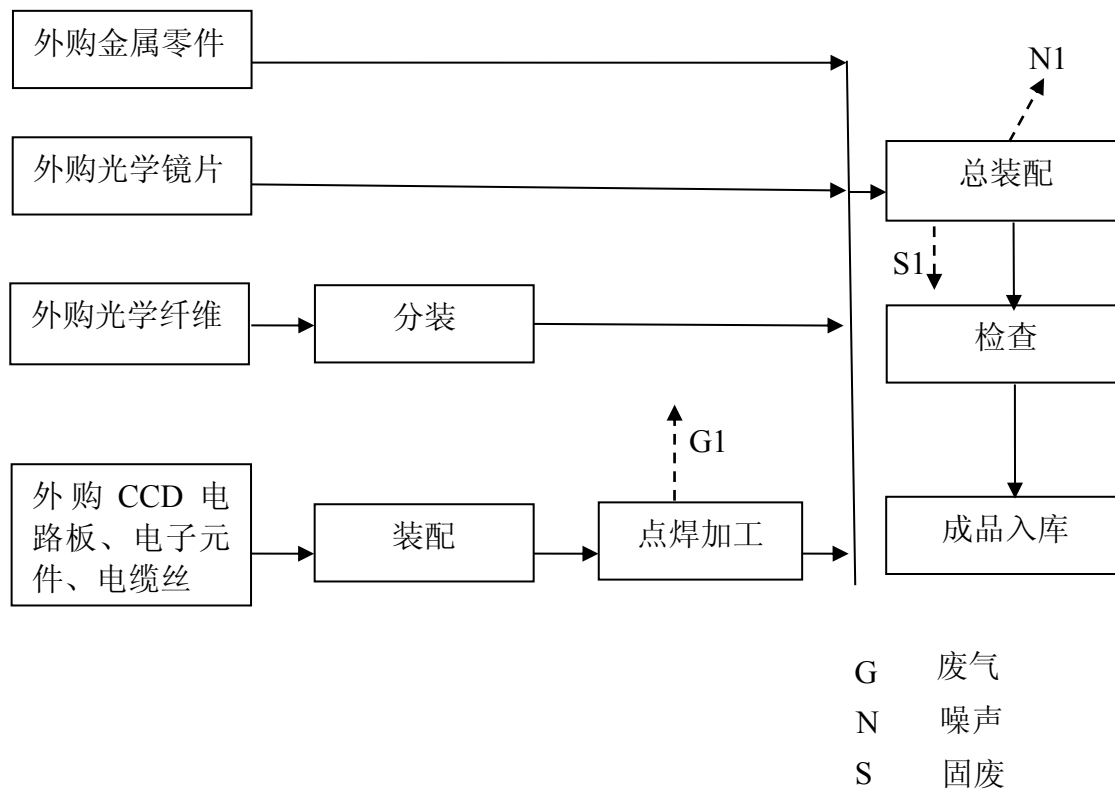 外购金属零件
N1
外购光学镜片
总装配
S1
外购光学纤维
分装
检查
G1
外购 CCD 电
路板、电子元
件、电缆丝
装配
点焊加工
成品入库
G 废气
N 噪声
S 固废